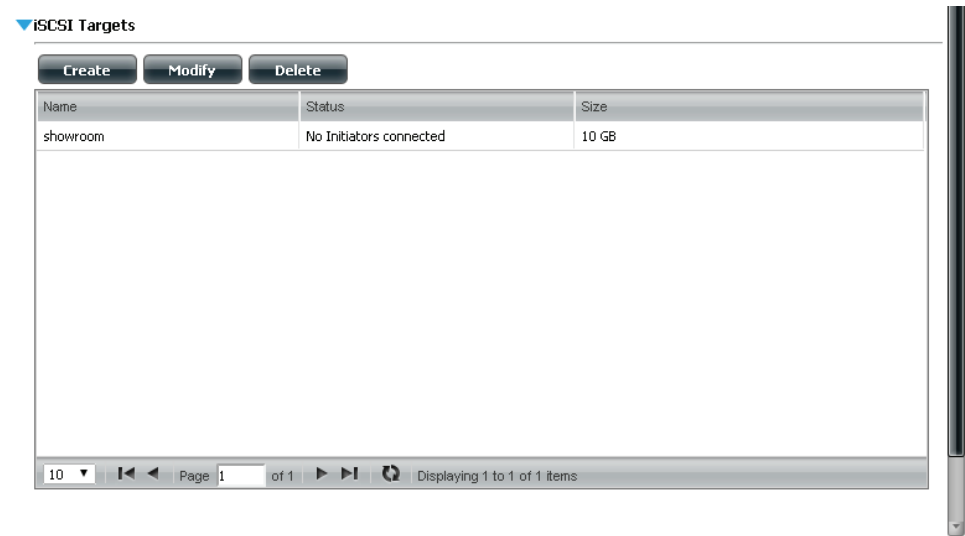 iSCSI Targets
Create Modify Delete
Name Status Size
showroom No Initiators connected 10 GB
10 Page 1 of 1 Displaying 1 to 1 of 1 items